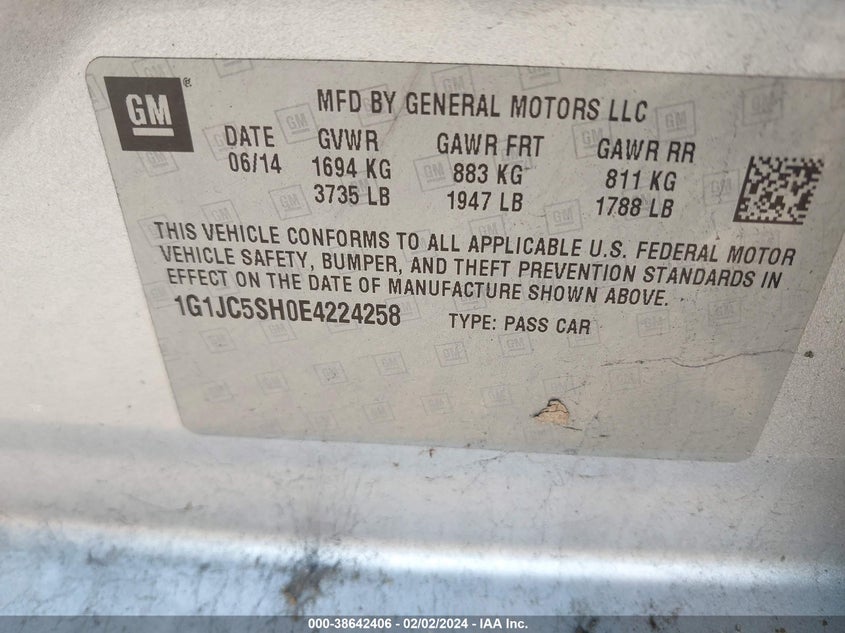 GM
MFD BY GENERAL MOTORS LLC
DATE GVWR GAWR FRT GAWR RR
06/14 1694 KG 883 KG 811 KG
3735 LB 1947 LB 1788 LB
THIS VEHICLE CONFORMS TO ALL APPLICABLE U.S. FEDERAL MOTOR
VEHICLE SAFETY, BUMPER, AND THEFT PREVENTION STANDARDS IN
EFFECT ON THE DATE OF MANUFACTURE SHOWN ABOVE.
1G1JC5SH0E4224258 TYPE: PASS CAR
000-38642406 - 02/02/2024 - IAA Inc.